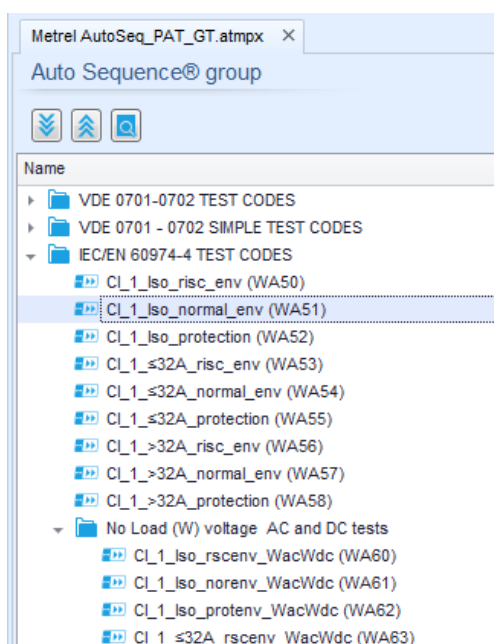 Metrel AutoSeq_PAT_GT.atmpx ×
Auto Sequence® group
Name
VDE 0701-0702 TEST CODES
VDE 0701 - 0702 SIMPLE TEST CODES
IEC/EN 60974-4 TEST CODES
Cl_1_Iso_risc_env (WA50)
Cl_1_Iso_normal_env (WA51)
Cl_1_Iso_protection (WA52)
Cl_1_≤32A_risc_env (WA53)
Cl_1_≤32A_normal_env (WA54)
Cl_1_≤32A_protection (WA55)
Cl_1_>32A_risc_env (WA56)
Cl_1_>32A_normal_env (WA57)
Cl_1_>32A_protection (WA58)
No Load (W) voltage AC and DC tests
Cl_1_Iso_rscenv_WacWdc (WA60)
Cl_1_Iso_norenv_WacWdc (WA61)
Cl_1_Iso_protenv_WacWdc (WA62)
Cl_1_≤32A_rscenv_WacWdc (WA63)